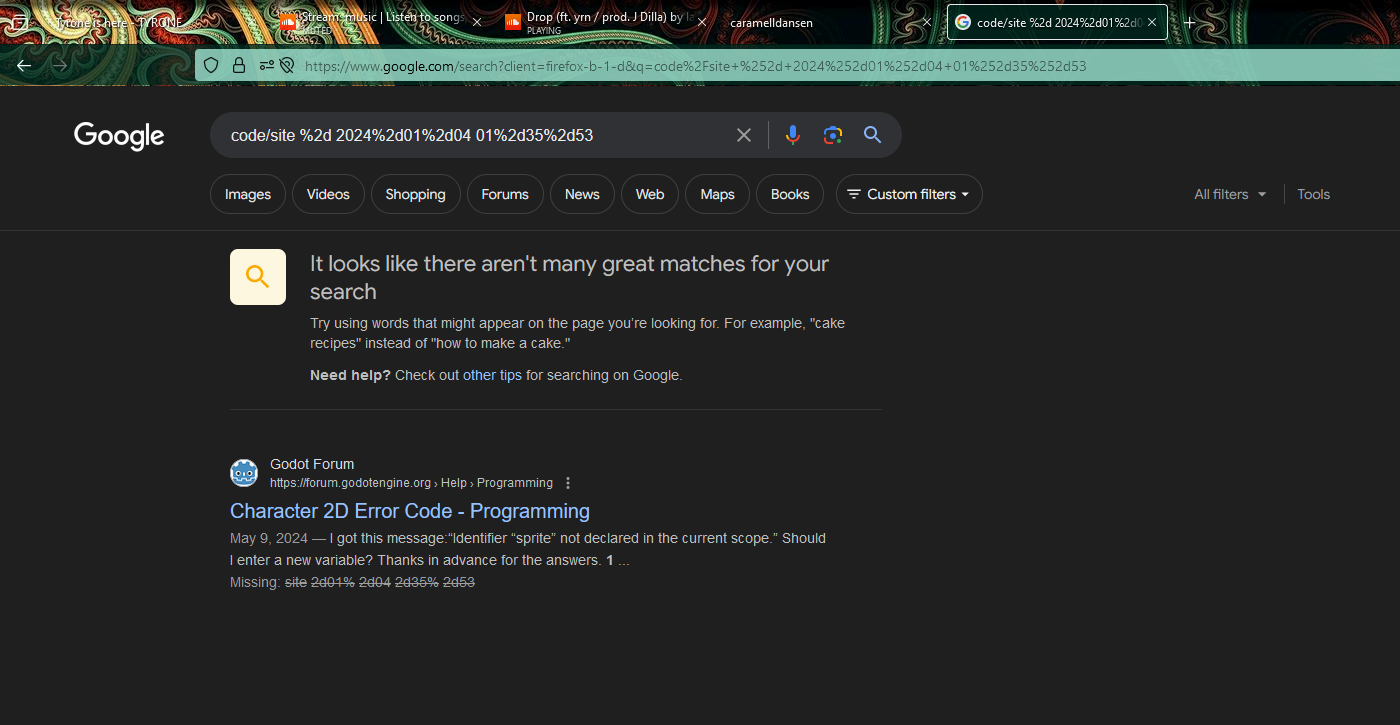 Tyrone is here - TYRONE
Stream music | Listen to songs,
MUTED
Drop (ft. yrn / prod. J Dilla) by la
PLAYING
caramelldansen
code/site %2d 2024%2d01%2d0
https://www.google.com/search?client=firefox-b-1-d&q=code%2Fsite+%252d+2024%252d01%252d04+01%252d35%252d53
Google
code/site %2d 2024%2d01%2d04 01%2d35%2d53
Images
Videos
Shopping
Forums
News
Web
Maps
Books
Custom filters
All filters
Tools
It looks like there aren't many great matches for your
search
Try using words that might appear on the page you're looking for. For example, "cake
recipes" instead of "how to make a cake."
Need help? Check out other tips for searching on Google.
Godot Forum
https://forum.godotengine.org › Help › Programming
Character 2D Error Code - Programming
May 9, 2024 — I got this message:“Identifier “sprite” not declared in the current scope.” Should
I enter a new variable? Thanks in advance for the answers. 1 ...
Missing: site 2d01% 2d04 2d35% 2d53